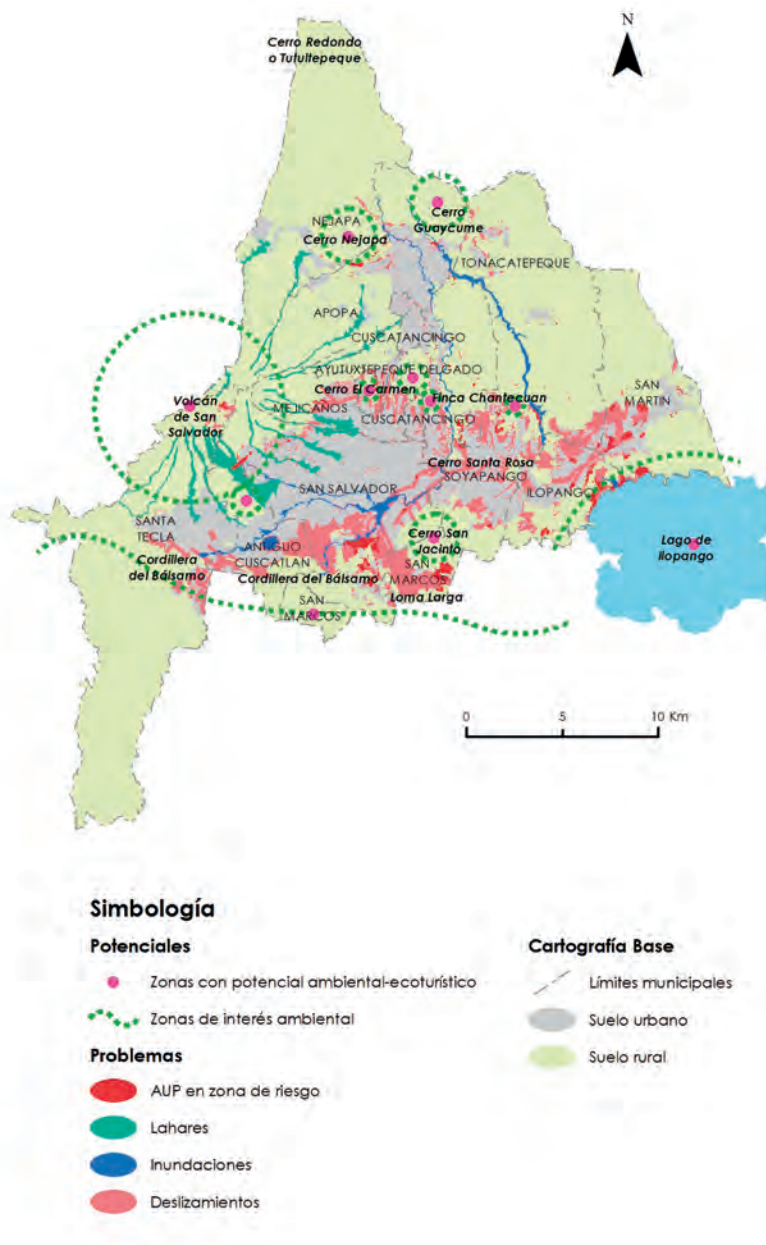 N
Cerro Redondo
o Tutultepeque
Cerro
Guaycume
NEJAPA
Cerro Nejapa
TONACATEPEQUE
APOPA
CUSCATANCINGO
AYUTUXTEPEQUE DELGADO
Cerro El Carmen
Finca Chantecuan
SAN
MARTIN
Volcán
de San
Salvador
MEJICANOS
CUSCATANCINGO
Cerro Santa Rosa
SOYAPANGO
SAN SALVADOR
ILOPANGO
SANTA
TECLA
Cerro San
Jacinto
Lago de
Ilopango
ANTIGUO
CUSCATLAN
Cordillera
del Bálsamo
Cordillera del Bálsamo
SAN
MARCOS
Loma Larga
SAN
MARCOS
0 5 10 Km
Simbología
Potenciales
Zonas con potencial ambiental-ecoturístico
Zonas de interés ambiental
Problemas
AUP en zona de riesgo
Lahares
Inundaciones
Deslizamientos
Cartografía Base
Límites municipales
Suelo urbano
Suelo rural